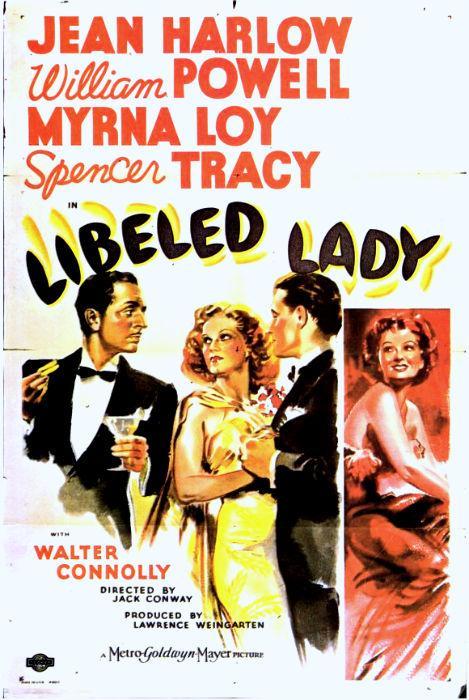 JEAN HARLOW
William POWELL
MYRNA LOY
Spencer TRACY
IN
LIBELED LADY
WITH
WALTER
CONNOLLY
DIRECTED BY
JACK CONWAY
PRODUCED BY
LAWRENCE WEINGARTEN
A Metro-Goldwyn-Mayer PICTURE